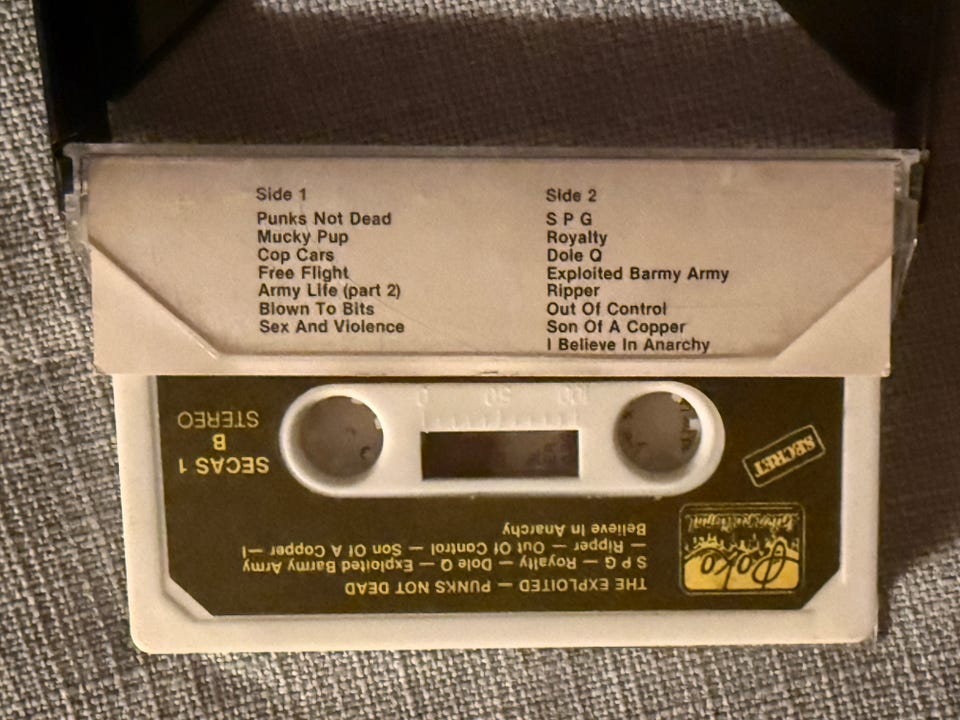 Side 1
Punks Not Dead
Mucky Pup
Cop Cars
Free Flight
Army Life (part 2)
Blown To Bits
Sex And Violence
Side 2
S P G
Royalty
Dole Q
Exploited Barmy Army
Ripper
Out Of Control
Son Of A Copper
I Believe In Anarchy
THE EXPLOITED — PUNKS NOT DEAD
S P G — Royalty — Dole Q — Exploited Barmy Army
— Ripper — Out Of Control — Son Of A Copper — I
Believe In Anarchy
Roko
International
SECRET
SECAS 1
B
STEREO
100 50 0